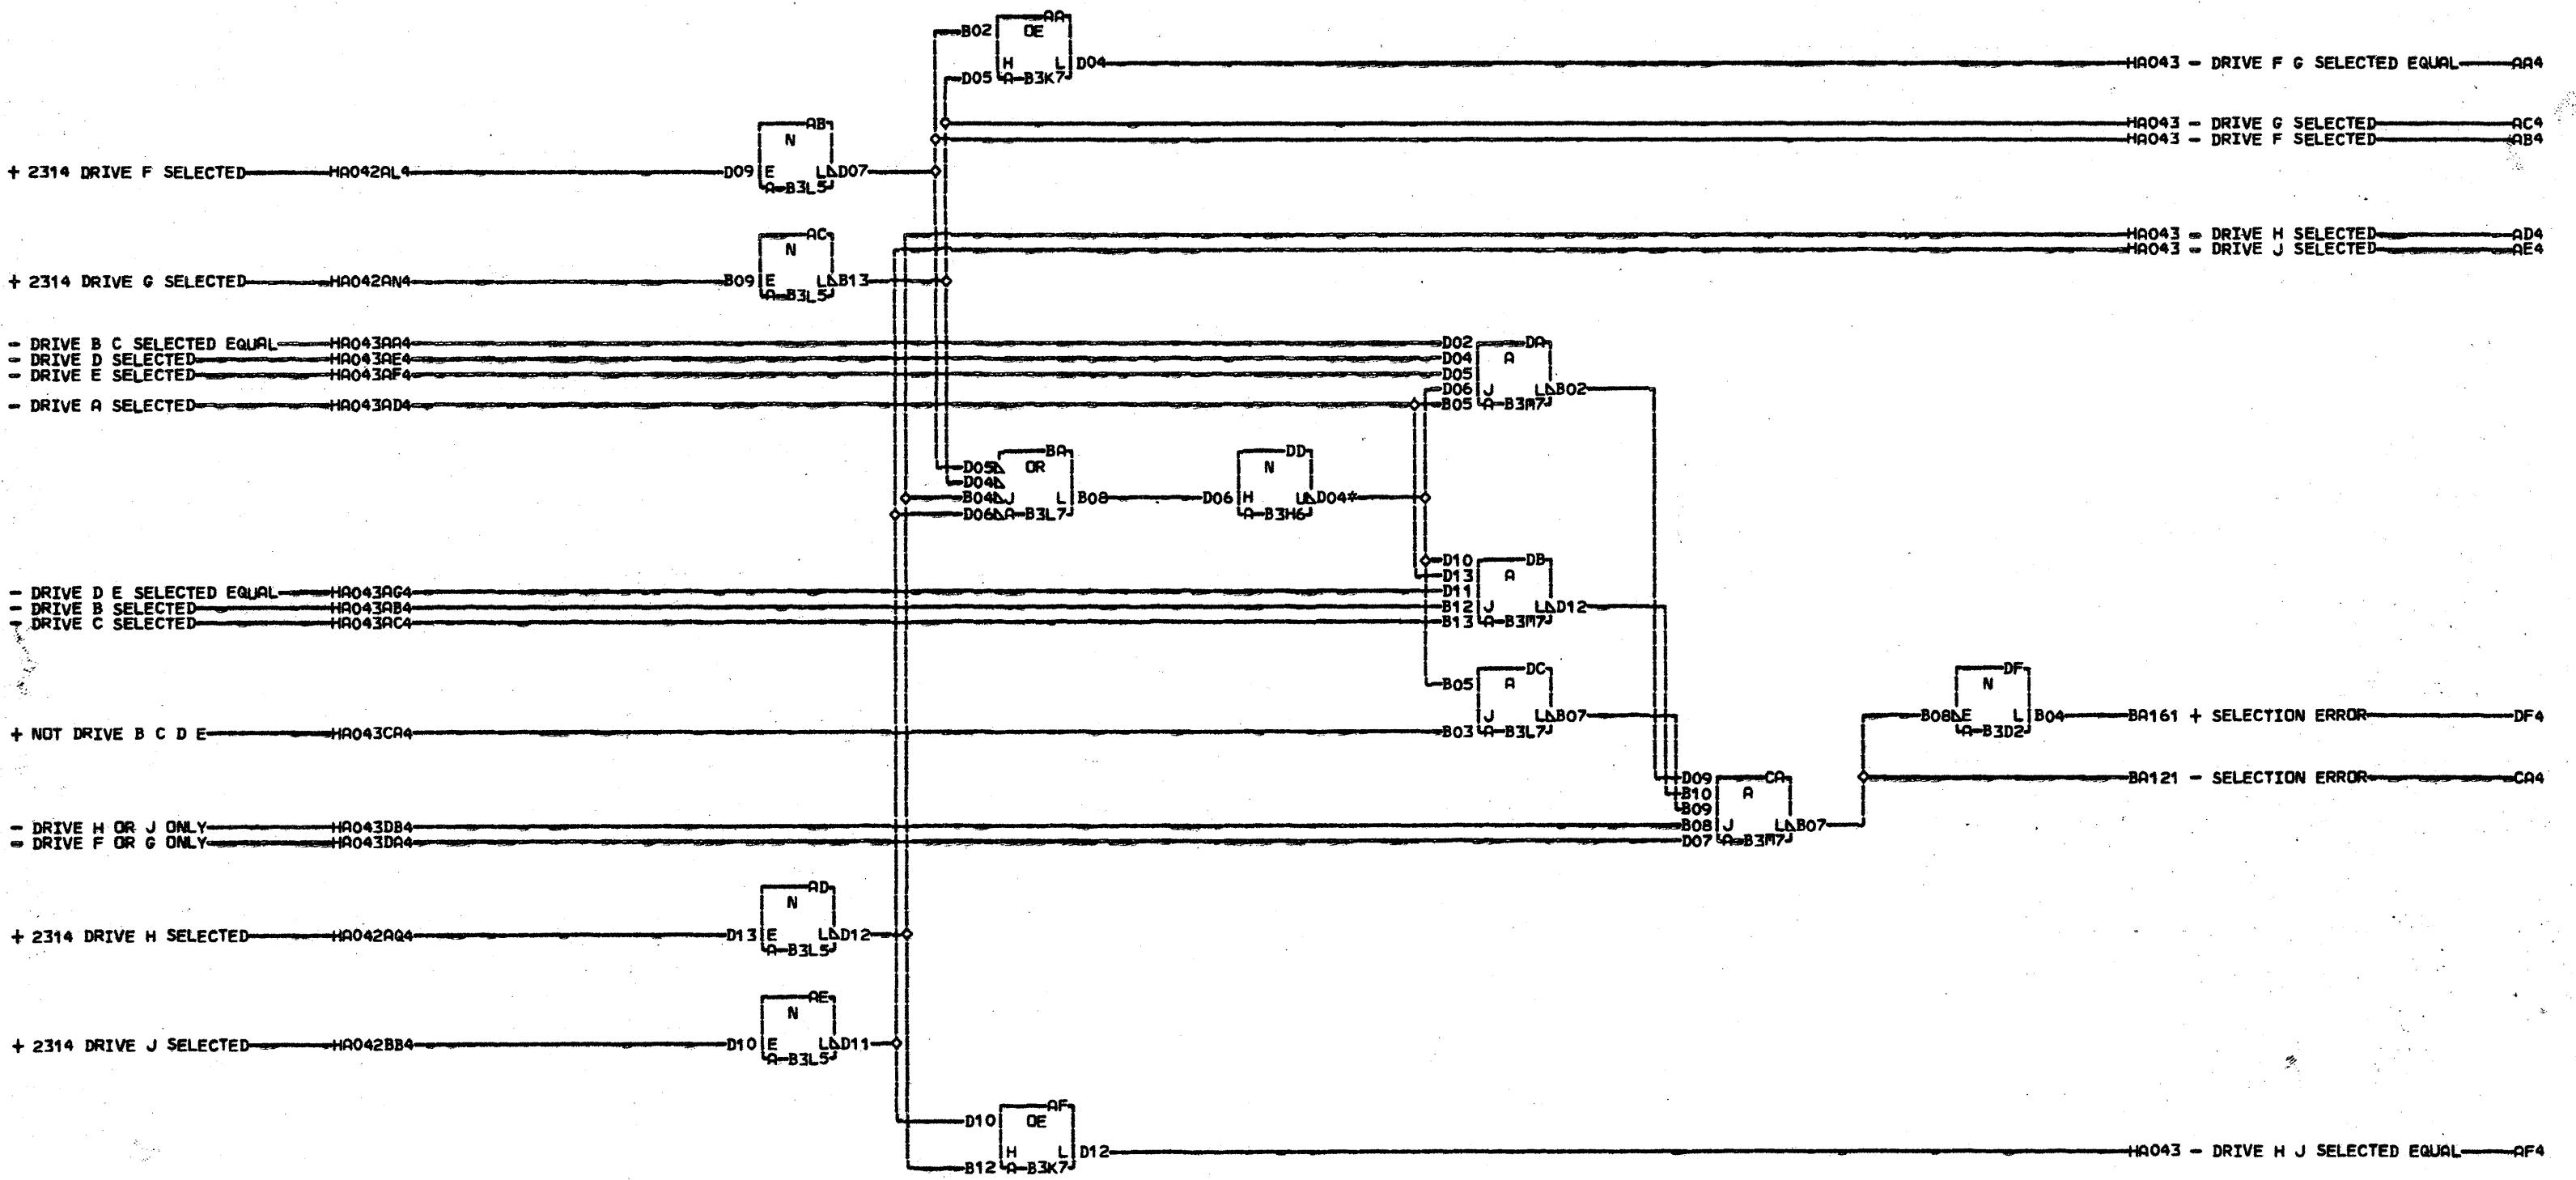 AA
B02 OE
H L D04 HA043 - DRIVE F G SELECTED EQUAL AA4
D05 A B3K7
AB HA043 - DRIVE G SELECTED AC4
N HA043 - DRIVE F SELECTED AB4
+ 2314 DRIVE F SELECTED HA042AL4 D09 E L D07
A B3L5
AC HA043 - DRIVE H SELECTED AD4
N HA043 - DRIVE J SELECTED AE4
+ 2314 DRIVE G SELECTED HA042AN4 B09 E L B13
A B3L5
- DRIVE B C SELECTED EQUAL HA043AA4 D02 DA
- DRIVE D SELECTED HA043AE4 D04 A
- DRIVE E SELECTED HA043AF4 D05
D06 J L B02
- DRIVE A SELECTED HA043AD4 B05 A B3M7
BA DD
D05 OR N
D04
B04 J L B08 D06 H L D04*
D06 A B3L7 A B3H6
D10 DB
D13 A
- DRIVE D E SELECTED EQUAL HA043AG4 D11
- DRIVE B SELECTED HA043AB4 B12 J L D12
- DRIVE C SELECTED HA043AC4 B13 A B3M7
DC DF
B05 A N
J L B07 B08 E L B04 BA161 + SELECTION ERROR DF4
+ NOT DRIVE B C D E HA043CA4 B03 A B3L7 A B3D2
D09 CA BA121 - SELECTION ERROR CA4
B10 A
B09
- DRIVE H OR J ONLY HA043DB4 B08 J L B07
- DRIVE F OR G ONLY HA043DA4 D07 A B3M7
AD
N
+ 2314 DRIVE H SELECTED HA042AQ4 D13 E L D12
A B3L5
AE
N
+ 2314 DRIVE J SELECTED HA042BB4 D10 E L D11
A B3L5
AF
D10 OE
H L D12 HA043 - DRIVE H J SELECTED EQUAL AF4
B12 A B3K7